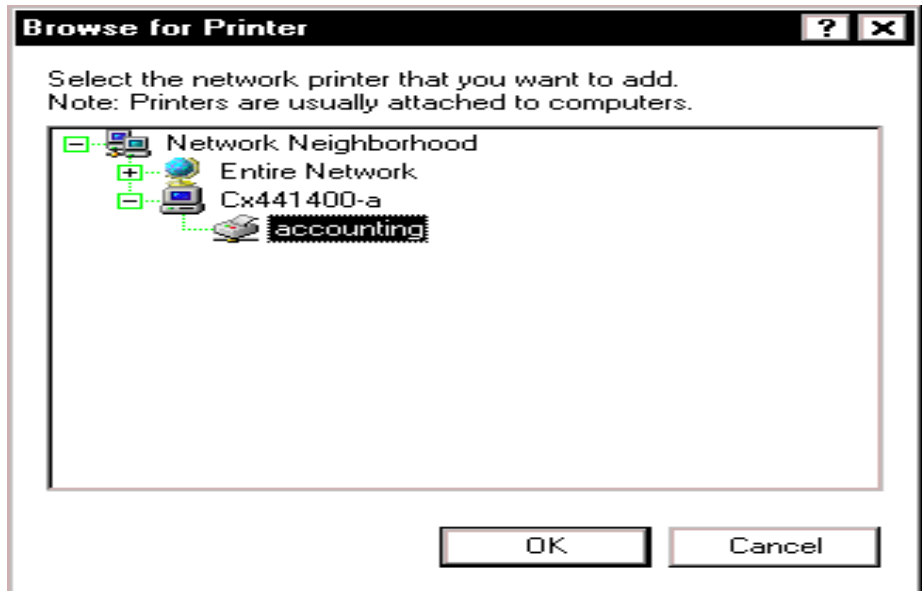 Browse for Printer
Select the network printer that you want to add.
Note: Printers are usually attached to computers.
Network Neighborhood
Entire Network
Cx441400-a
accounting
OK
Cancel